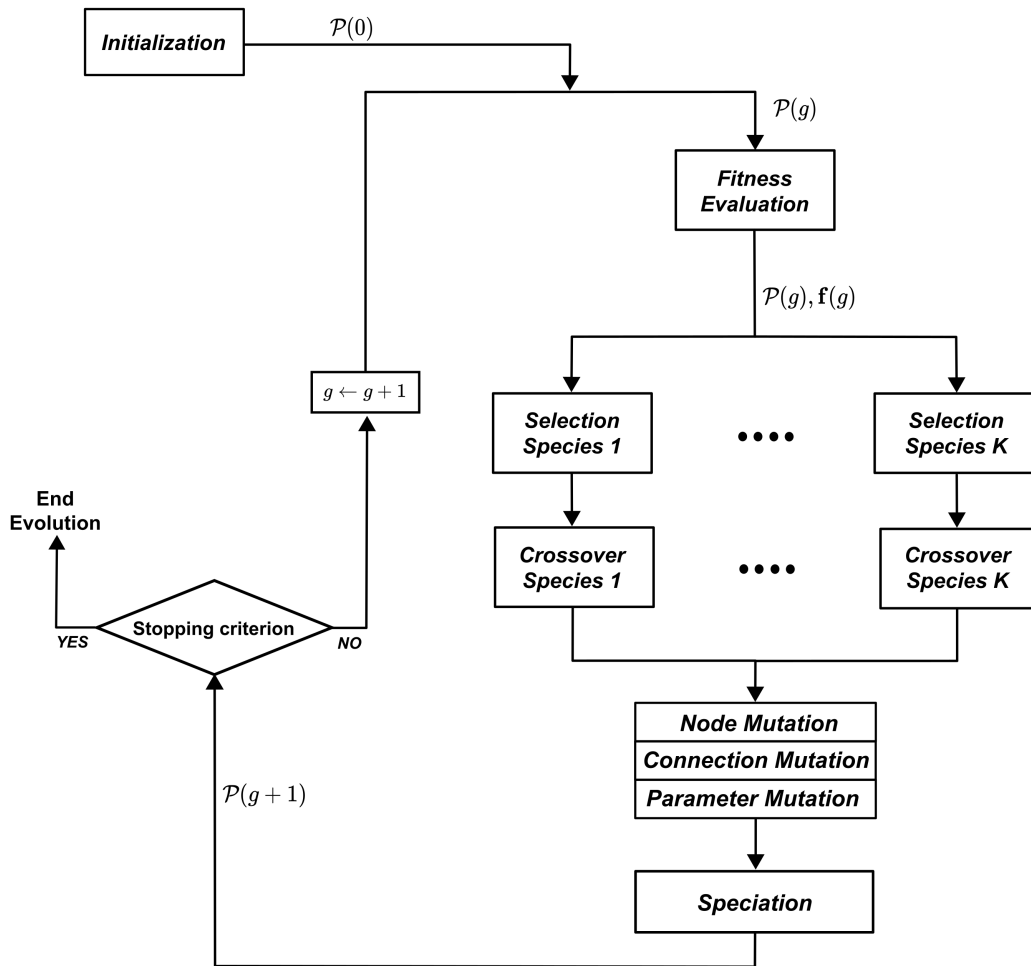 Initialization
𝒫(0)
𝒫(g)
Fitness
Evaluation
𝒫(g), f(g)
g ← g + 1
Selection
Species 1
Selection
Species K
End
Evolution
Crossover
Species 1
Crossover
Species K
Stopping criterion
YES
NO
Node Mutation
Connection Mutation
Parameter Mutation
𝒫(g + 1)
Speciation